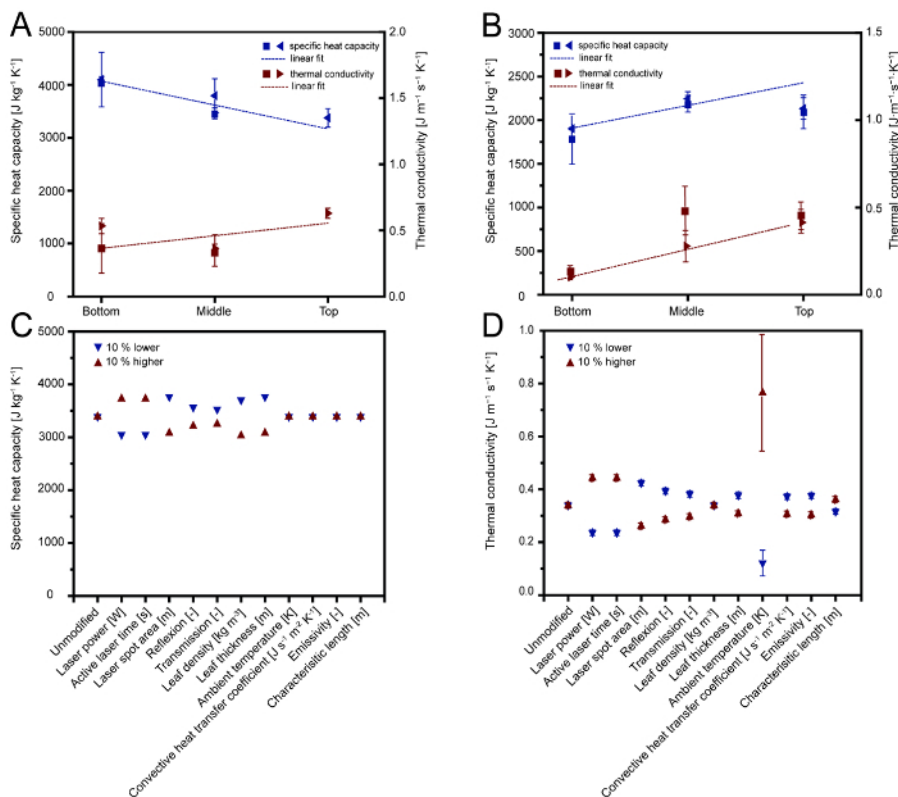 A
Specific heat capacity [J kg⁻¹ K⁻¹]
5000
4000
3000
2000
1000
0
specific heat capacity
linear fit
thermal conductivity
linear fit
2.0
1.5
1.0
0.5
0.0
Thermal conductivity [J m⁻¹ s⁻¹ K⁻¹]
Bottom
Middle
Top
B
Specific heat capacity [J kg⁻¹·K⁻¹]
3000
2500
2250
2000
1750
1500
1250
1000
750
500
250
0
specific heat capacity
linear fit
thermal conductivity
linear fit
1.5
1.0
0.5
0.0
Thermal conductivity [J·m⁻¹·s⁻¹·K⁻¹]
Bottom
Middle
Top
C
Specific heat capacity [J kg⁻¹ K⁻¹]
5000
4000
3000
2000
1000
0
10 % lower
10 % higher
Unmodified
Laser power [W]
Active laser time [s]
Laser spot area [m]
Reflexion [-]
Transmission [-]
Leaf density [kg m⁻³]
Leaf thickness [m]
Ambient temperature [K]
Convective heat transfer coefficient [J s⁻¹ m⁻² K⁻¹]
Emissivity [-]
Characterisitic length [m]
D
Thermal conductivity [J m⁻¹ s⁻¹ K⁻¹]
1.0
0.8
0.6
0.4
0.2
0.0
10 % lower
10 % higher
Unmodified
Laser power [W]
Active laser time [s]
Laser spot area [m]
Reflexion [-]
Transmission [-]
Leaf density [kg m⁻³]
Leaf thickness [m]
Ambient temperature [K]
Convective heat transfer coefficient [J s⁻¹ m⁻² K⁻¹]
Emissivity [-]
Characterisitic length [m]